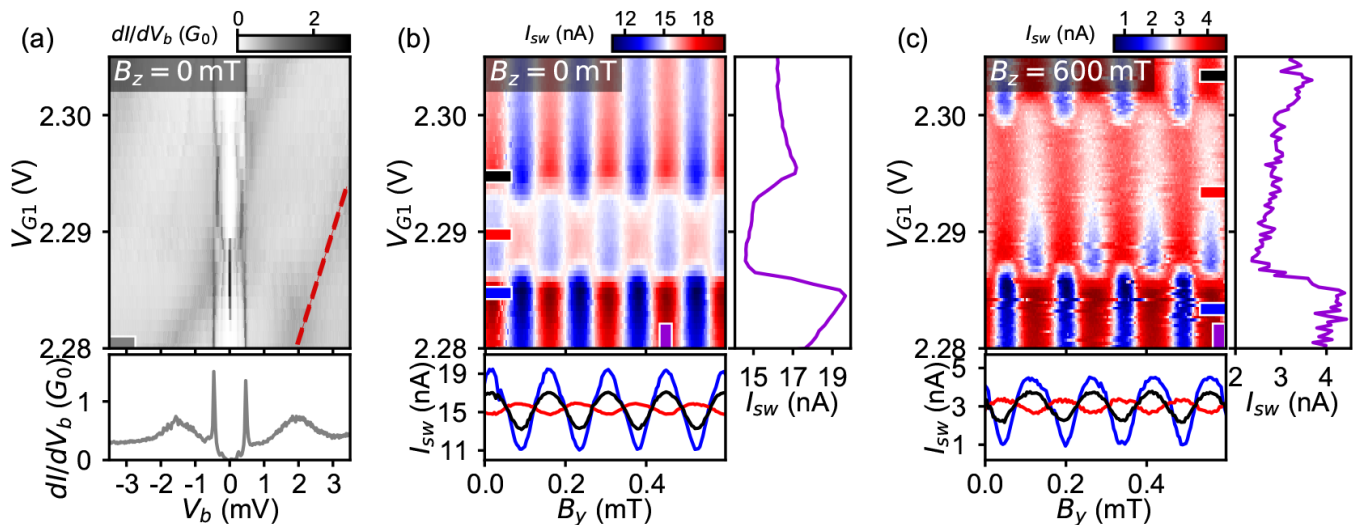 (a)
dI/dV_b (G_0)
0 2
B_z = 0 mT
V_G1 (V)
2.30
2.29
2.28
dI/dV_b (G_0)
1
0
-3 -2 -1 0 1 2 3
V_b (mV)
(b)
I_sw (nA)
12 15 18
B_z = 0 mT
V_G1 (V)
2.30
2.29
2.28
15 17 19
I_sw (nA)
I_sw (nA)
19
15
11
0.0 0.2 0.4
B_y (mT)
(c)
I_sw (nA)
1 2 3 4
B_z = 600 mT
V_G1 (V)
2.30
2.29
2.28
2 3 4
I_sw (nA)
I_sw (nA)
5
3
1
0.0 0.2 0.4
B_y (mT)